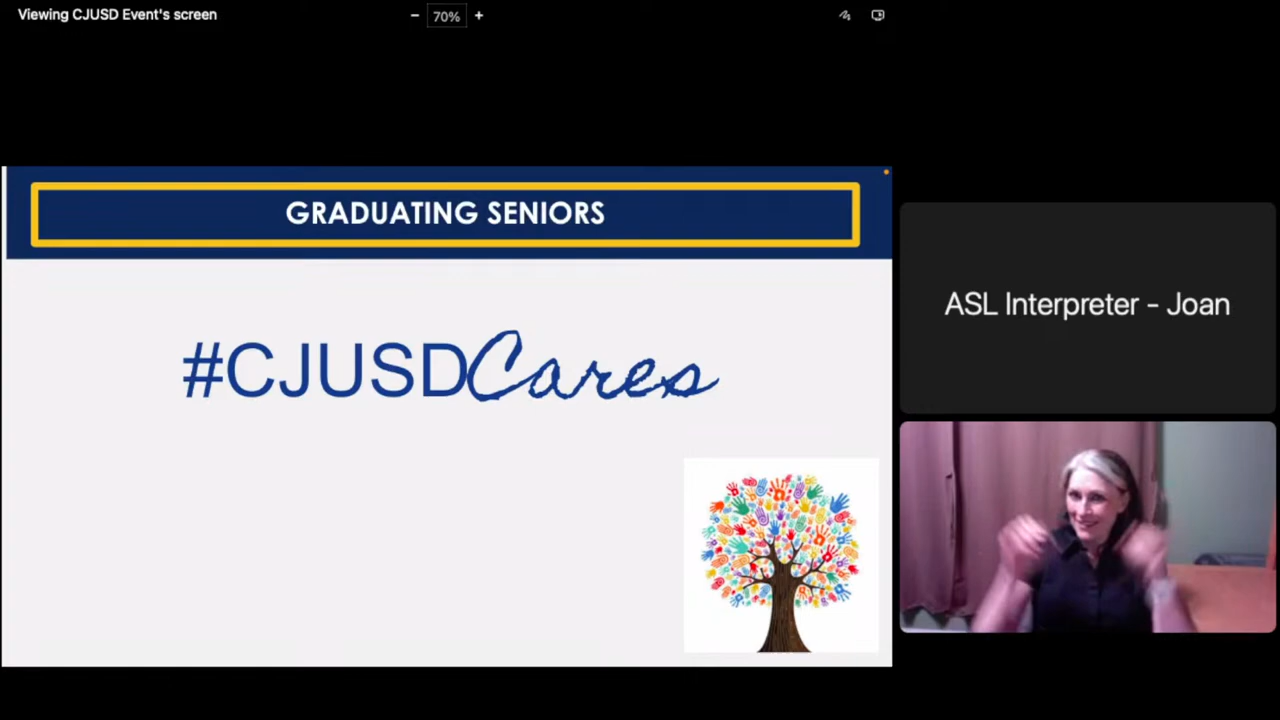 Viewing CJUSD Event's screen
− 70% +
GRADUATING SENIORS
#CJUSDCares
ASL Interpreter - Joan